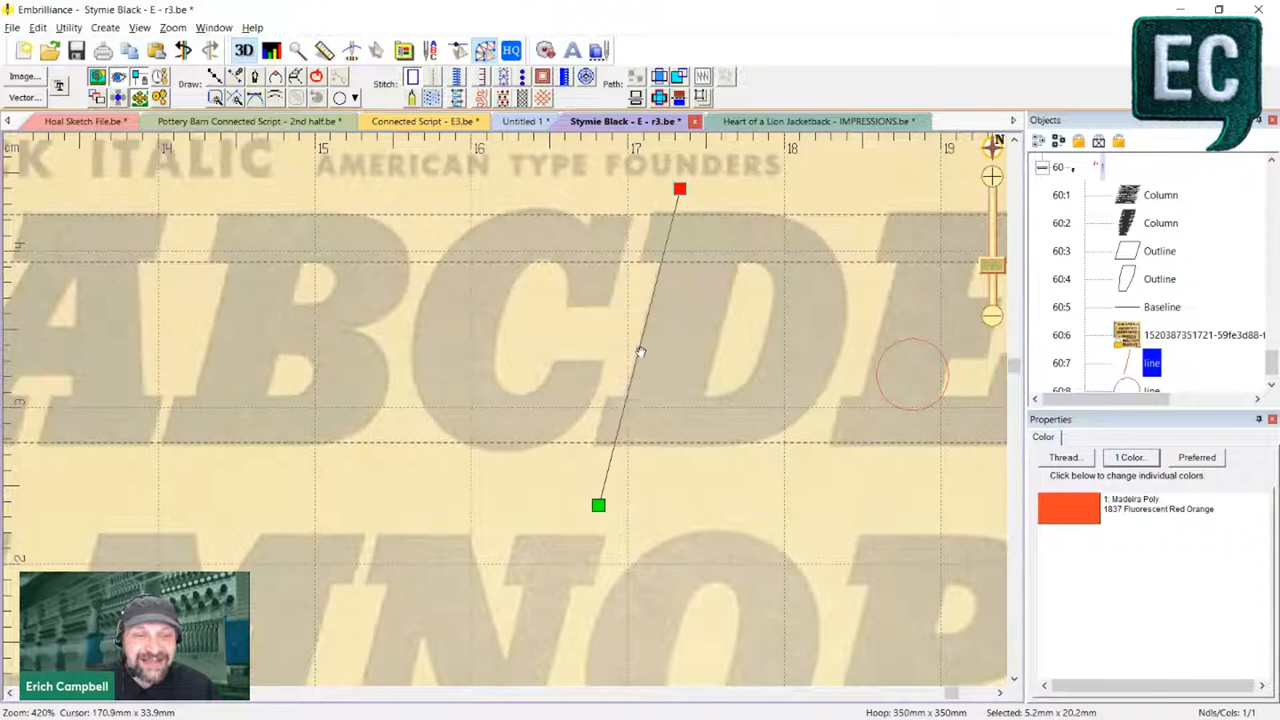 Embrilliance - Stymie Black - E - r3.be *
File Edit Utility Create View Zoom Window Help
3D HQ
Image... Draw: Stitch: Path:
Vector...
Hoal Sketch File.be * Pottery Barn Connected Script - 2nd half.be * Connected Script - E3.be * Untitled 1 * Stymie Black - E - r3.be * Heart of a Lion Jacketback - IMPRESSIONS.be *
EC
cm 14 15 16 17 18 19
N
K ITALIC AMERICAN TYPE FOUNDERS
4
ABCDE
3
2
MNOP
Erich Campbell
Objects
60
60:1 Column
60:2 Column
60:3 Outline
60:4 Outline
60:5 Baseline
60:6 1520387351721-59fe3d88-
60:7 line
60:8 line
Properties
Color
Thread... 1 Color... Preferred
Click below to change individual colors.
1: Madeira Poly
1837 Fluorescent Red Orange
Zoom: 420% Cursor: 170.9mm x 33.9mm Hoop: 350mm x 350mm Selected: 5.2mm x 20.2mm Ndls/Cols: 1/1